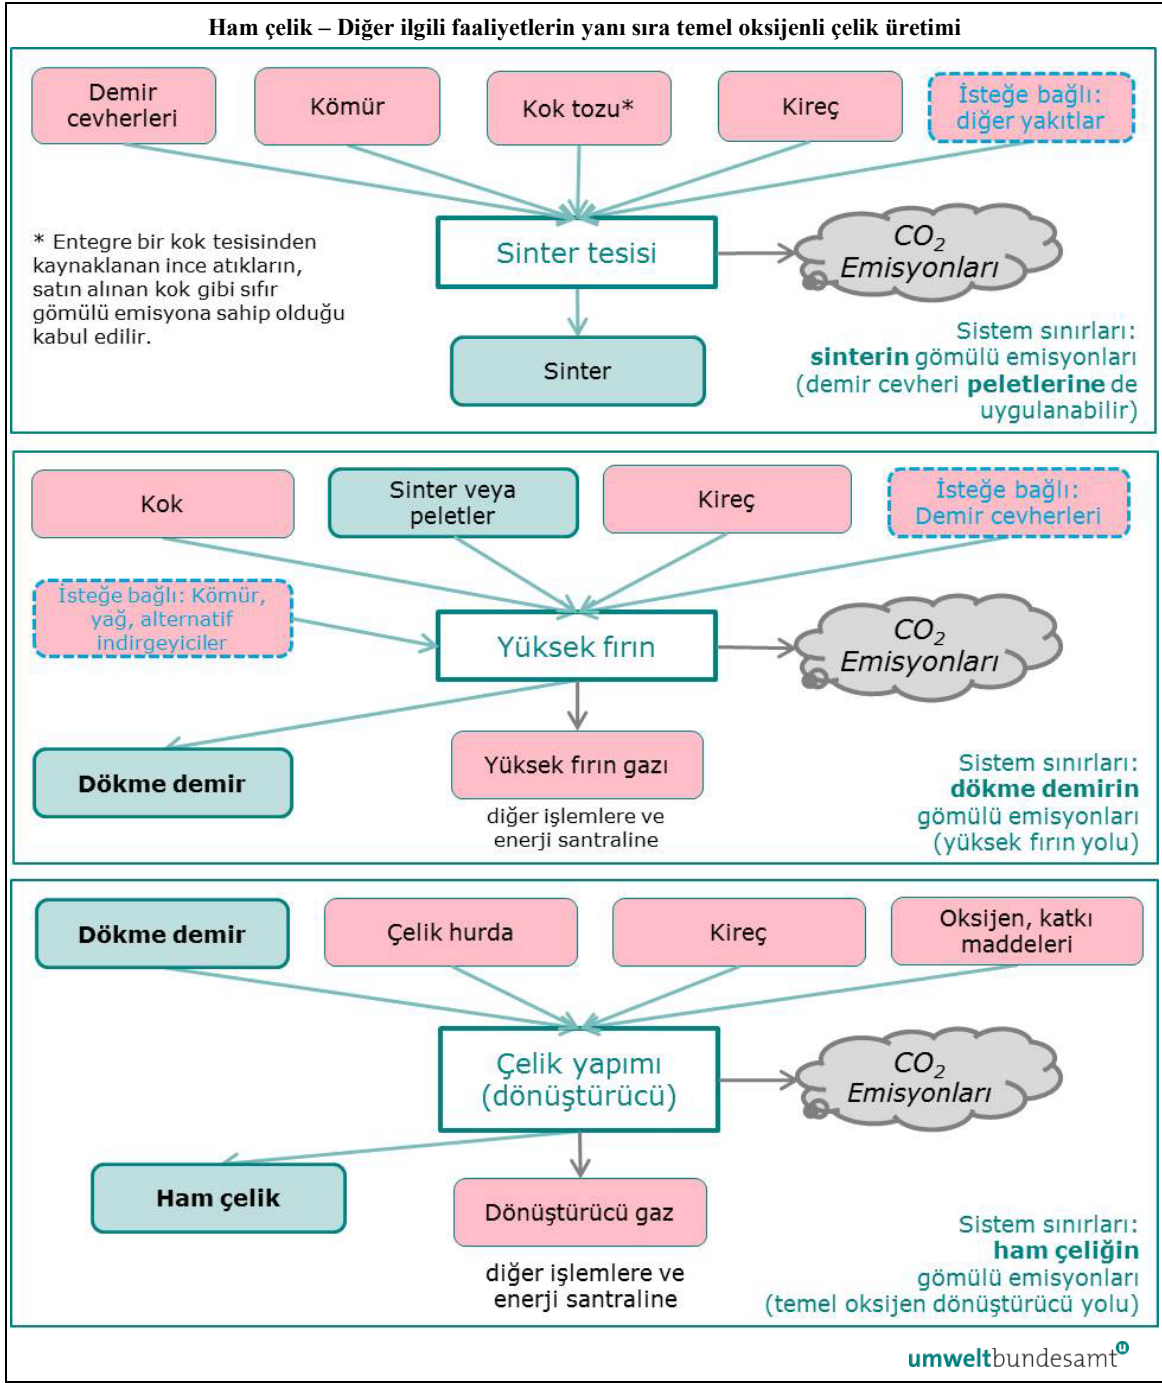 Ham çelik – Diğer ilgili faaliyetlerin yanı sıra temel oksijenli çelik üretimi
Demir
cevherleri
Kömür
Kok tozu*
Kireç
İsteğe bağlı:
diğer yakıtlar
* Entegre bir kok tesisinden
kaynaklanan ince atıkların,
satın alınan kok gibi sıfır
gömülü emisyona sahip olduğu
kabul edilir.
Sinter tesisi
CO2
Emisyonları
Sinter
Sistem sınırları:
sinterin gömülü emisyonları
(demir cevheri peletlerine de
uygulanabilir)
Kok
Sinter veya
peletler
Kireç
İsteğe bağlı:
Demir cevherleri
İsteğe bağlı: Kömür,
yağ, alternatif
indirgeyiciler
Yüksek fırın
CO2
Emisyonları
Dökme demir
Yüksek fırın gazı
diğer işlemlere ve
enerji santraline
Sistem sınırları:
dökme demirin
gömülü emisyonları
(yüksek fırın yolu)
Dökme demir
Çelik hurda
Kireç
Oksijen, katkı
maddeleri
Çelik yapımı
(dönüştürücü)
CO2
Emisyonları
Ham çelik
Dönüştürücü gaz
diğer işlemlere ve
enerji santraline
Sistem sınırları:
ham çeliğin
gömülü emisyonları
(temel oksijen dönüştürücü yolu)
umweltbundesamt u